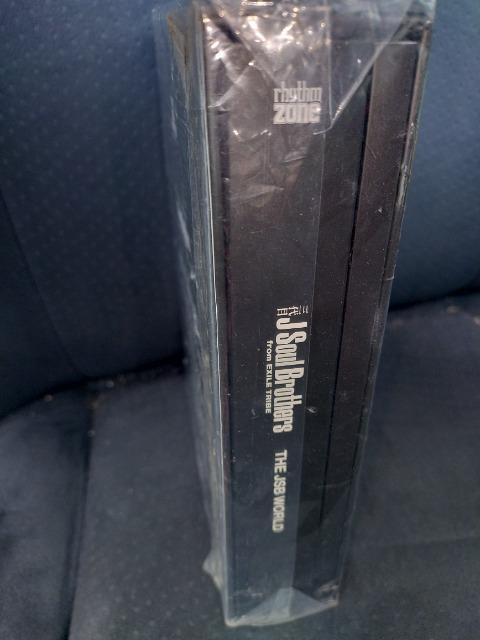 rhythm
zone
三代目
J Soul Brothers
from EXILE TRIBE
THE JSB WORLD